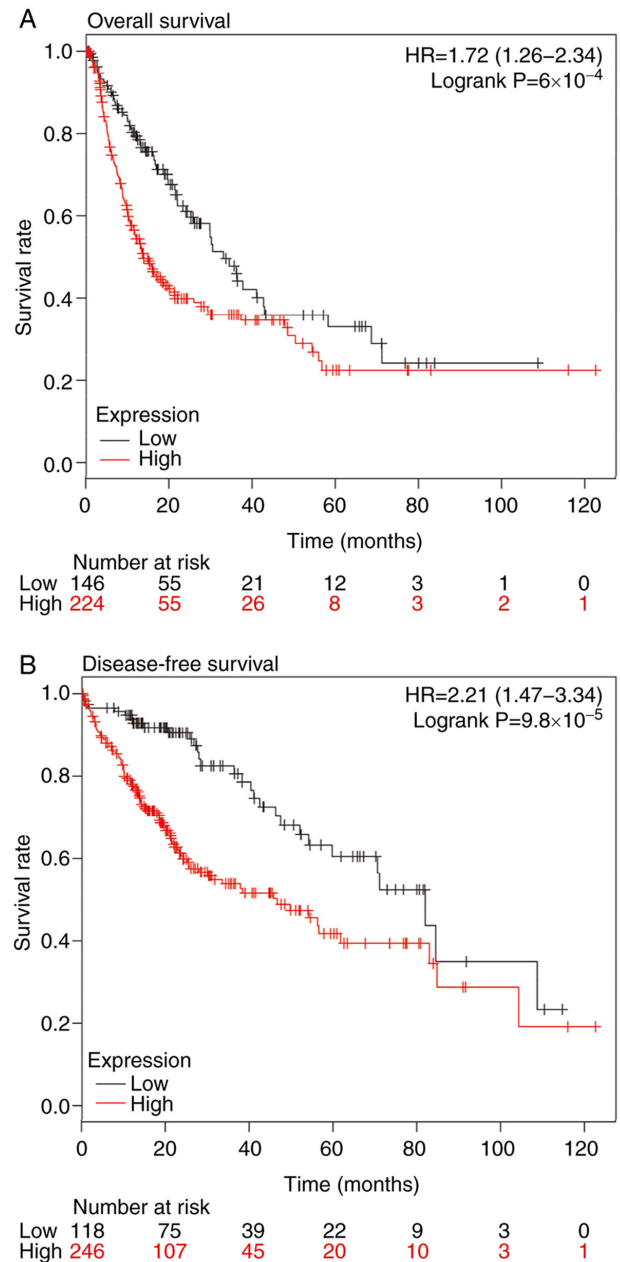 A
Overall survival
HR=1.72 (1.26–2.34)
Logrank P=6×10–4
1.0
0.8
0.6
0.4
0.2
0.0
Survival rate
Expression
Low
High
0 20 40 60 80 100 120
Time (months)
Number at risk
Low 146 55 21 12 3 1 0
High 224 55 26 8 3 2 1
B
Disease-free survival
HR=2.21 (1.47–3.34)
Logrank P=9.8×10–5
1.0
0.8
0.6
0.4
0.2
0.0
Survival rate
Expression
Low
High
0 20 40 60 80 100 120
Time (months)
Number at risk
Low 118 75 39 22 9 3 0
High 246 107 45 20 10 3 1